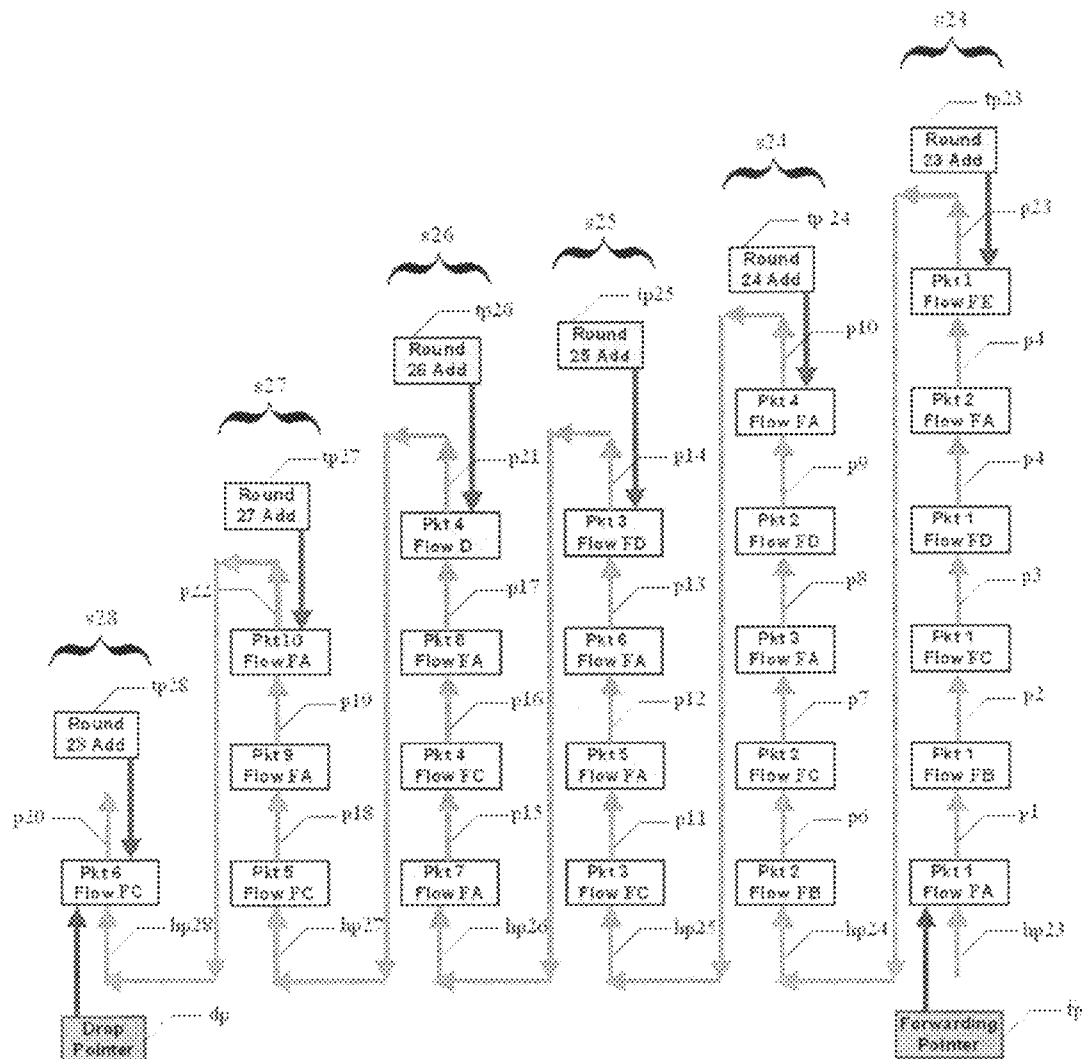 s23
tp23
Round
23 Add
p23
Pkt 1
Flow FE
p4
Pkt 2
Flow FA
p4
Pkt 1
Flow FD
p3
Pkt 1
Flow FC
p2
Pkt 1
Flow FB
p1
Pkt 1
Flow FA
hp23
Forwarding
Pointer
fp
s24
tp 24
Round
24 Add
p10
Pkt 4
Flow FA
p9
Pkt 2
Flow FD
p8
Pkt 3
Flow FA
p7
Pkt 2
Flow FC
p6
Pkt 2
Flow FB
hp24
s25
tp25
Round
25 Add
p14
Pkt 3
Flow FD
p13
Pkt 6
Flow FA
p12
Pkt 5
Flow FA
p11
Pkt 3
Flow FC
hp25
s26
tp26
Round
26 Add
p21
Pkt 4
Flow D
p17
Pkt 8
Flow FA
p16
Pkt 4
Flow FC
p15
Pkt 7
Flow FA
hp26
s27
tp27
Round
27 Add
p22
Pkt10
Flow FA
p19
Pkt 9
Flow FA
p18
Pkt 5
Flow FC
hp27
s28
tp28
Round
28 Add
p20
Pkt 6
Flow FC
hp28
Drop
Pointer
dp